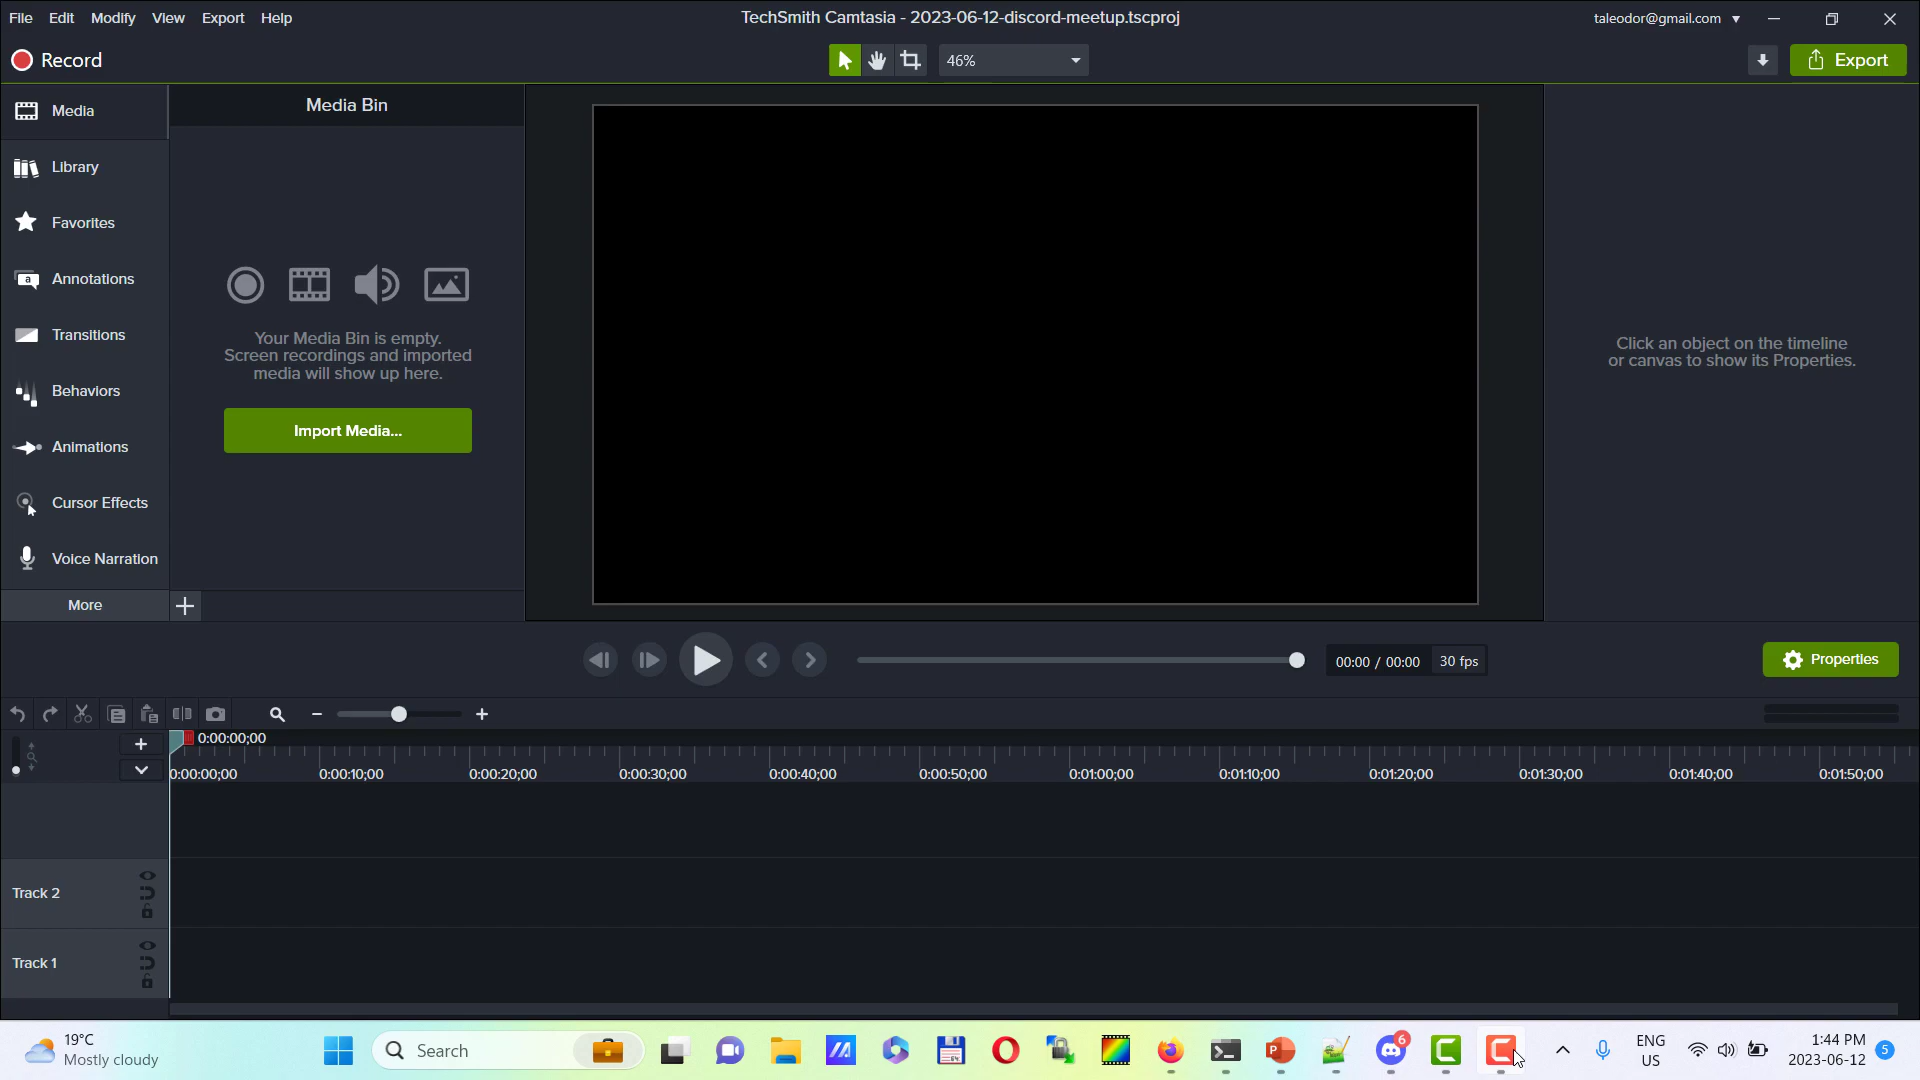 File Edit Modify View Export Help
TechSmith Camtasia - 2023-06-12-discord-meetup.tscproj
taleodor@gmail.com
Record
46%
Export
Media
Media Bin
Library
Favorites
Annotations
Transitions
Behaviors
Animations
Cursor Effects
Voice Narration
More
Your Media Bin is empty.
Screen recordings and imported
media will show up here.
Import Media...
Click an object on the timeline
or canvas to show its Properties.
00:00 / 00:00 30 fps
Properties
0:00:00;00
0:00:00;00 0:00:10;00 0:00:20;00 0:00:30;00 0:00:40;00 0:00:50;00 0:01:00;00 0:01:10;00 0:01:20;00 0:01:30;00 0:01:40;00 0:01:50;00
Track 2
Track 1
19°C
Mostly cloudy
Search
6
ENG
US
1:44 PM
2023-06-12
5